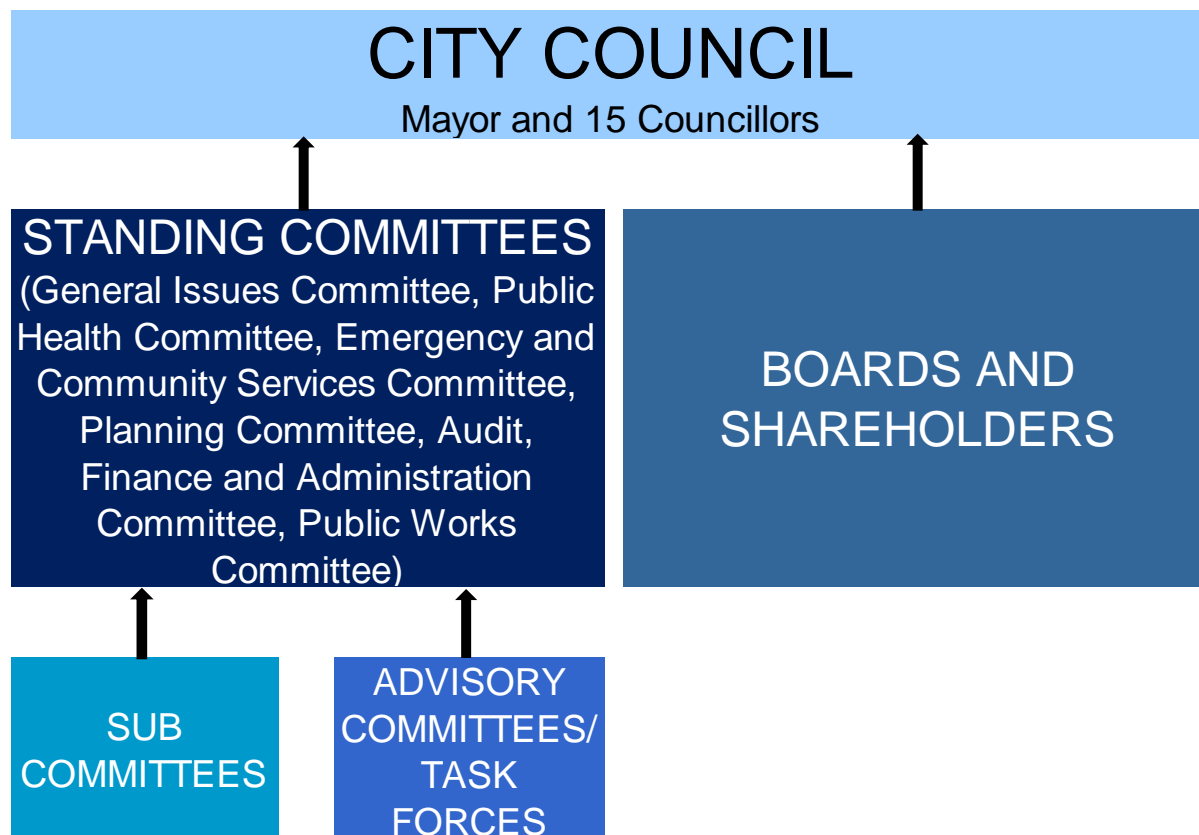 CITY COUNCIL
Mayor and 15 Councillors
STANDING COMMITTEES
(General Issues Committee, Public
Health Committee, Emergency and
Community Services Committee,
Planning Committee, Audit,
Finance and Administration
Committee, Public Works
Committee)
BOARDS AND
SHAREHOLDERS
SUB
COMMITTEES
ADVISORY
COMMITTEES/
TASK
FORCES